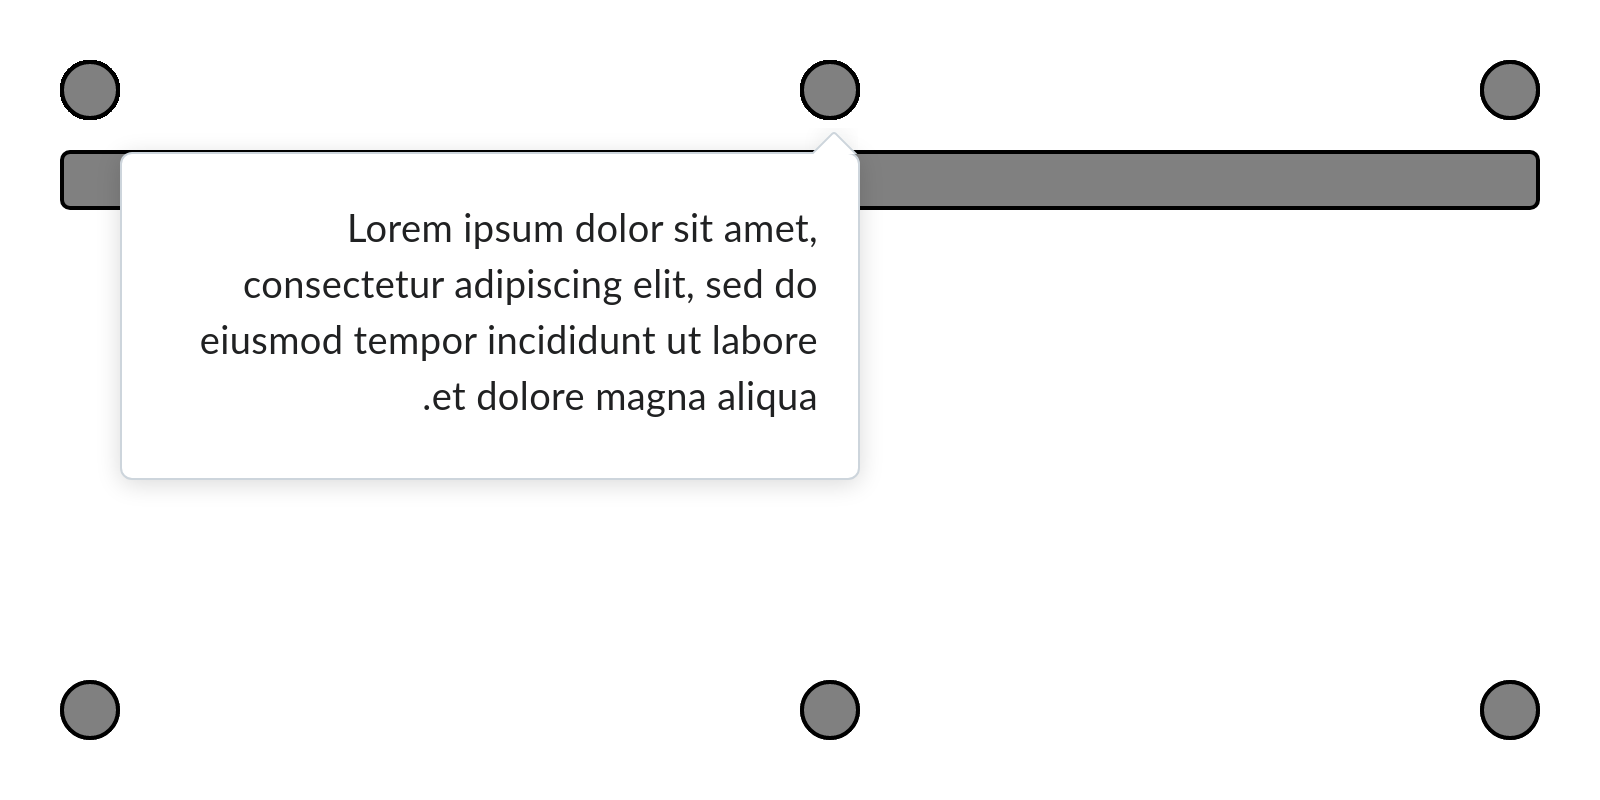 Lorem ipsum dolor sit amet,
consectetur adipiscing elit, sed do
eiusmod tempor incididunt ut labore
.et dolore magna aliqua